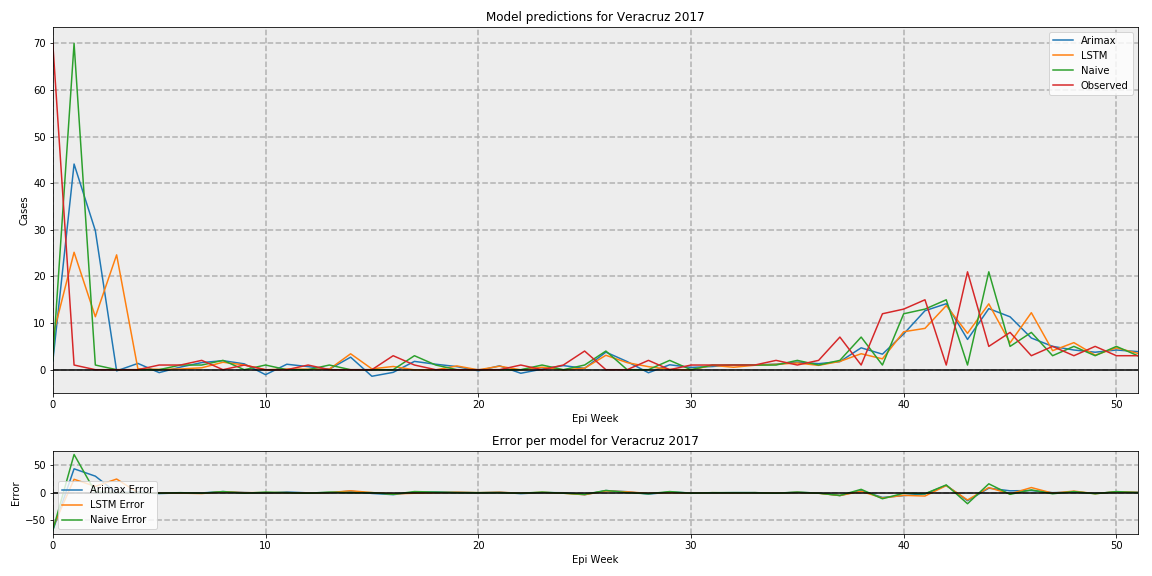 Model predictions for Veracruz 2017
70
60
50
40
30
20
10
0
Cases
Arimax
LSTM
Naive
Observed
0 10 20 30 40 50
Epi Week
Error per model for Veracruz 2017
50
0
−50
Error
Arimax Error
LSTM Error
Naive Error
0 10 20 30 40 50
Epi Week